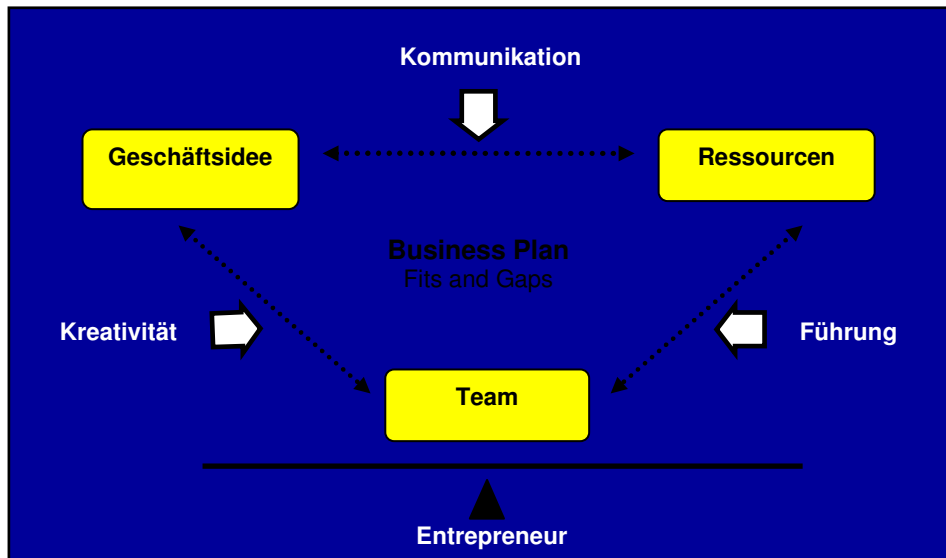 Kommunikation
Geschäftsidee
Ressourcen
Business Plan
Fits and Gaps
Kreativität
Führung
Team
Entrepreneur